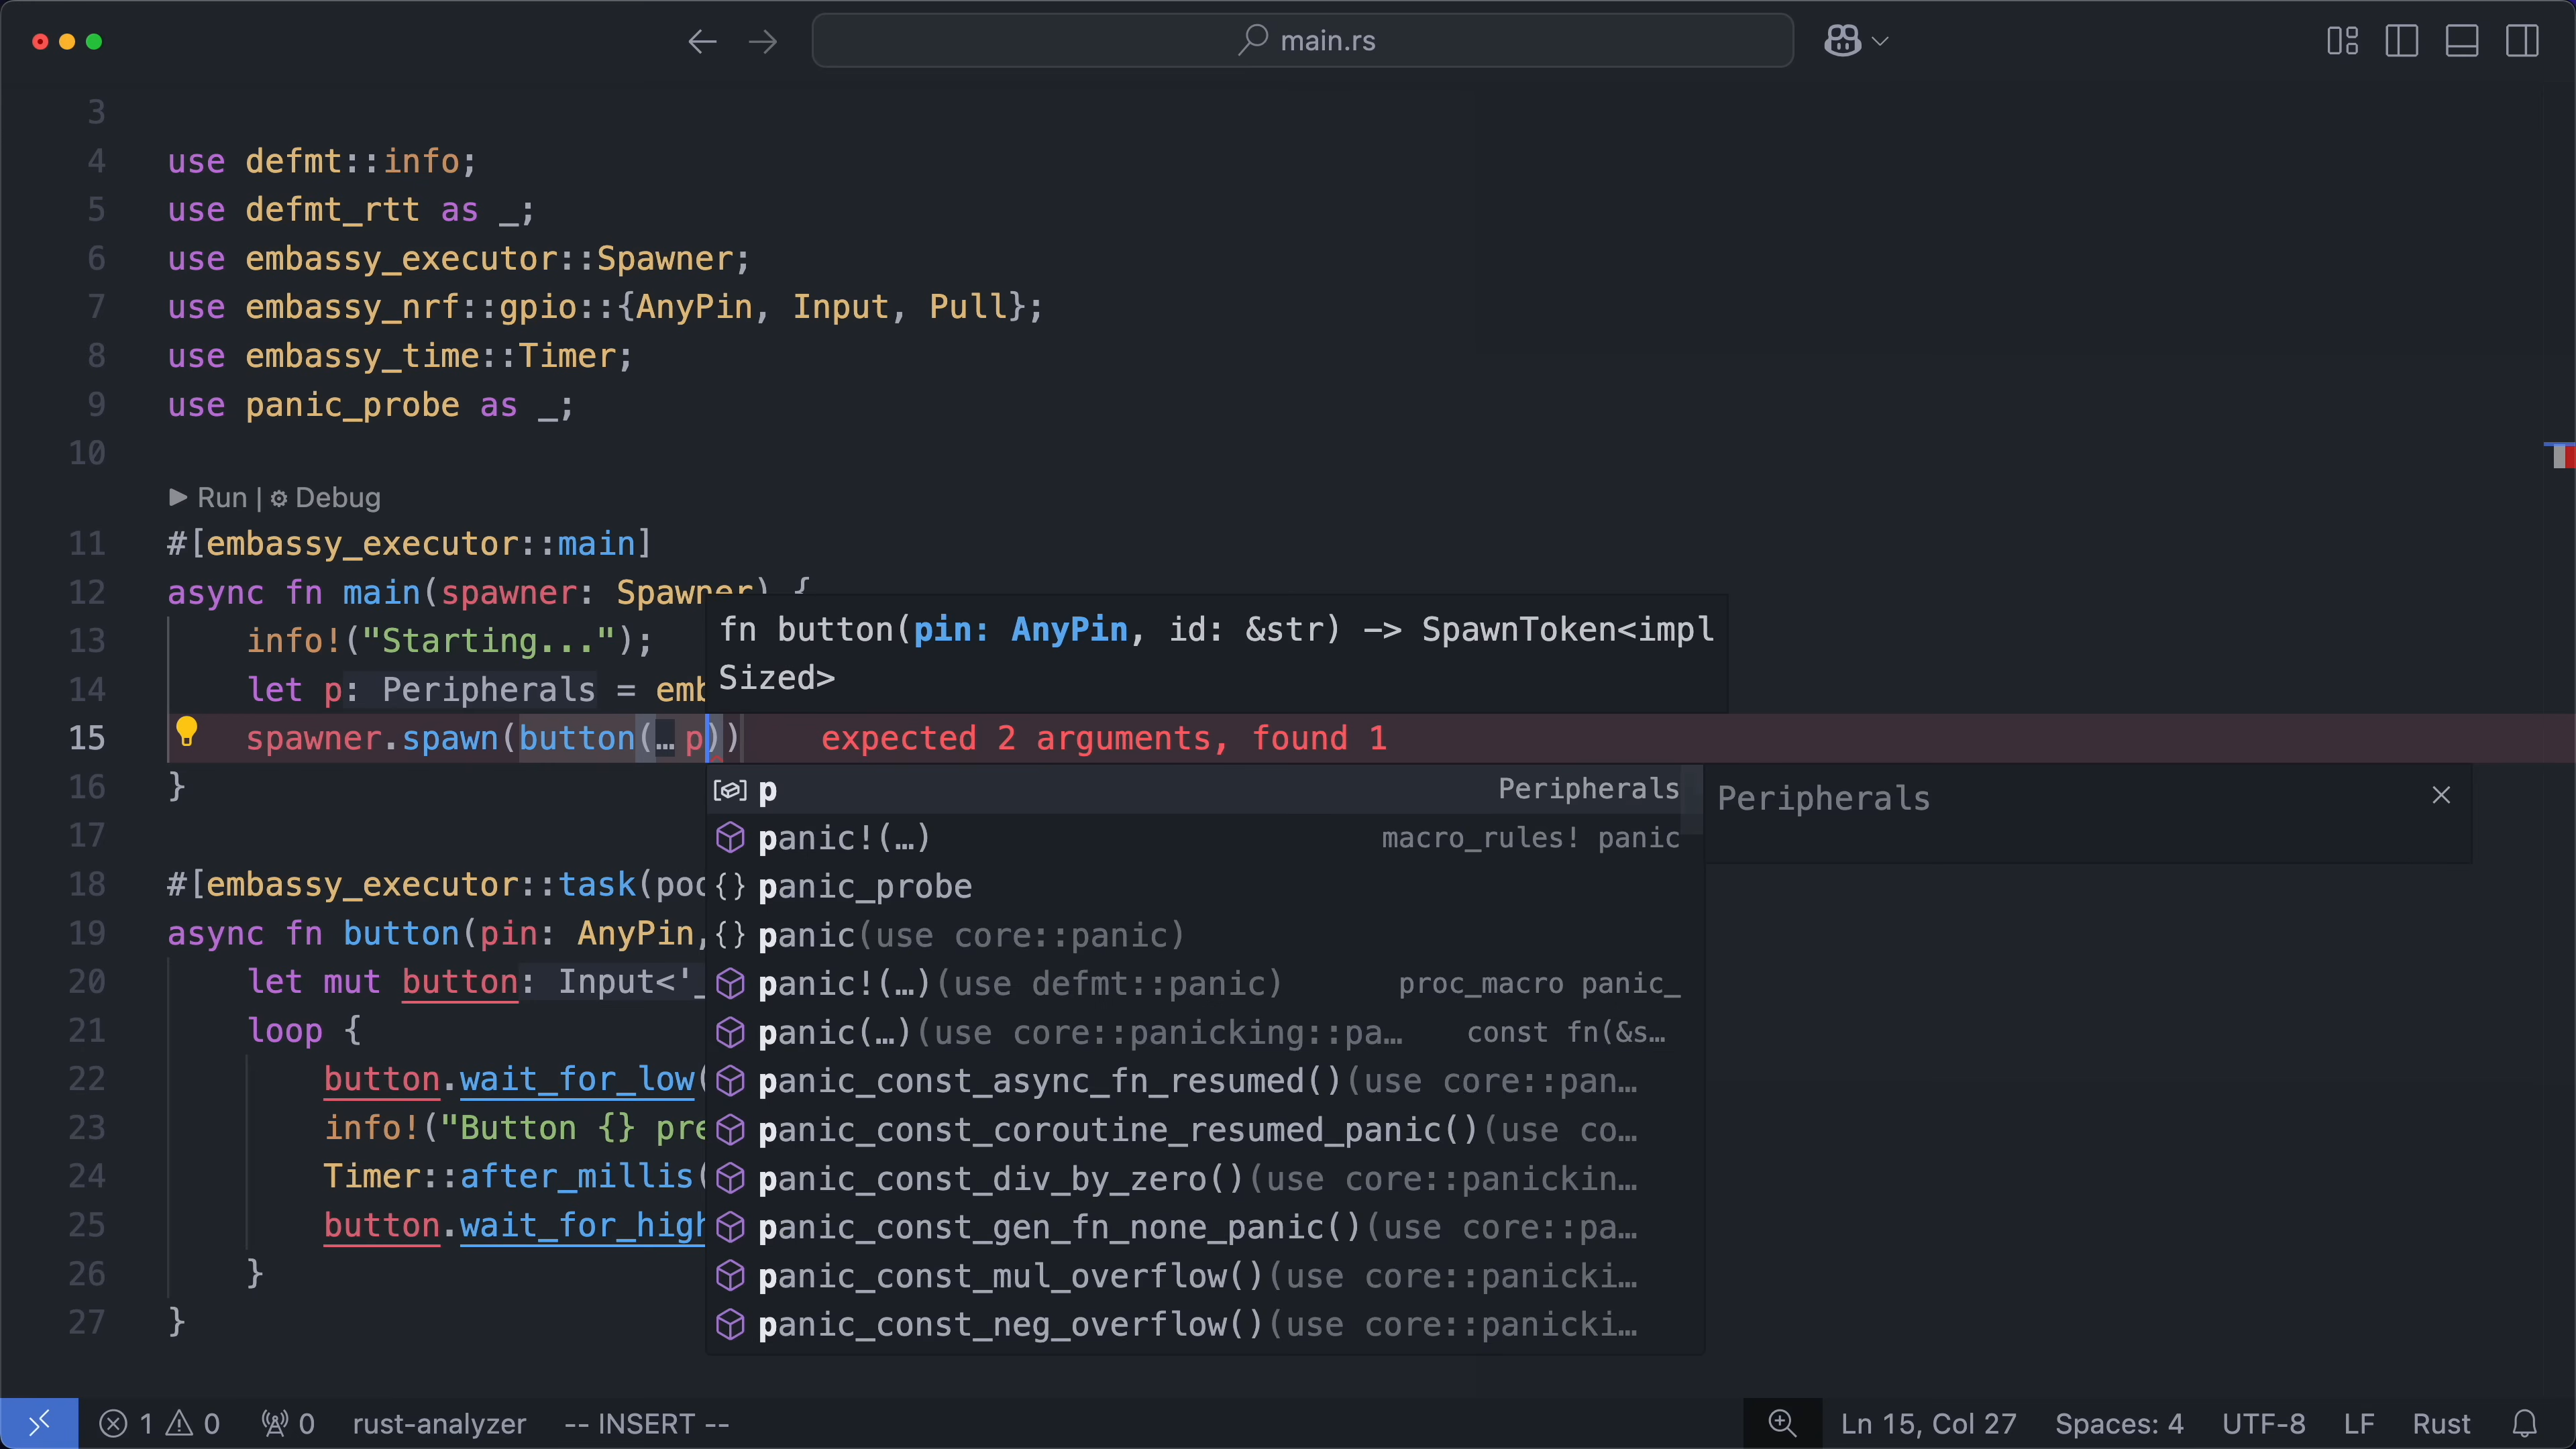 main.rs
3
4 use defmt::info;
5 use defmt_rtt as _;
6 use embassy_executor::Spawner;
7 use embassy_nrf::gpio::{AnyPin, Input, Pull};
8 use embassy_time::Timer;
9 use panic_probe as _;
10
Run | Debug
11 #[embassy_executor::main]
12 async fn main(spawner: Spawner) {
fn button(pin: AnyPin, id: &str) -> SpawnToken<impl
Sized>
13 info!("Starting...");
14 let p: Peripherals = emb
15 spawner.spawn(button(… p)) expected 2 arguments, found 1
16 }
17
18 #[embassy_executor::task(poo
19 async fn button(pin: AnyPin,
20 let mut button: Input<'_
21 loop {
22 button.wait_for_low(
23 info!("Button {} pre
24 Timer::after_millis(
25 button.wait_for_high
26 }
27 }
p Peripherals
panic!(…) macro_rules! panic
{} panic_probe
{} panic(use core::panic)
panic!(…)(use defmt::panic) proc_macro panic_
panic(…)(use core::panicking::pa… const fn(&s…
panic_const_async_fn_resumed()(use core::pan…
panic_const_coroutine_resumed_panic()(use co…
panic_const_div_by_zero()(use core::panickin…
panic_const_gen_fn_none_panic()(use core::pa…
panic_const_mul_overflow()(use core::panicki…
panic_const_neg_overflow()(use core::panicki…
Peripherals
1 0 0 rust-analyzer -- INSERT -- Ln 15, Col 27 Spaces: 4 UTF-8 LF Rust